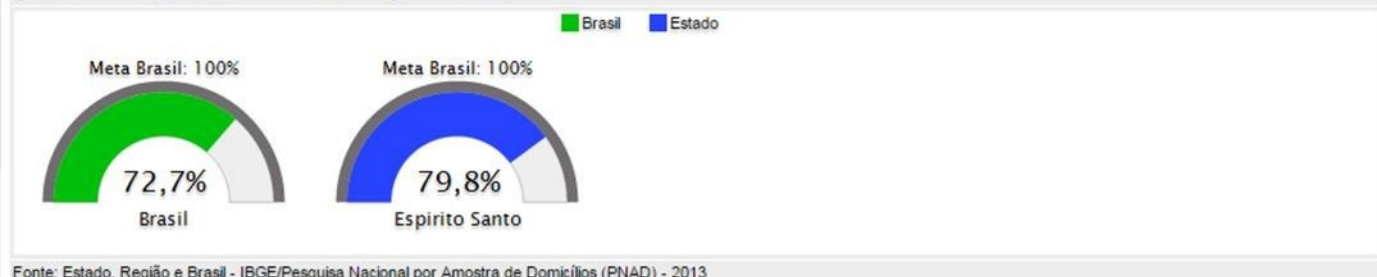 Brasil Estado
Meta Brasil: 100% Meta Brasil: 100%
72,7% 79,8%
Brasil Espirito Santo
Fonte: Estado, Região e Brasil - IBGE/Pesquisa Nacional por Amostra de Domicílios (PNAD) - 2013